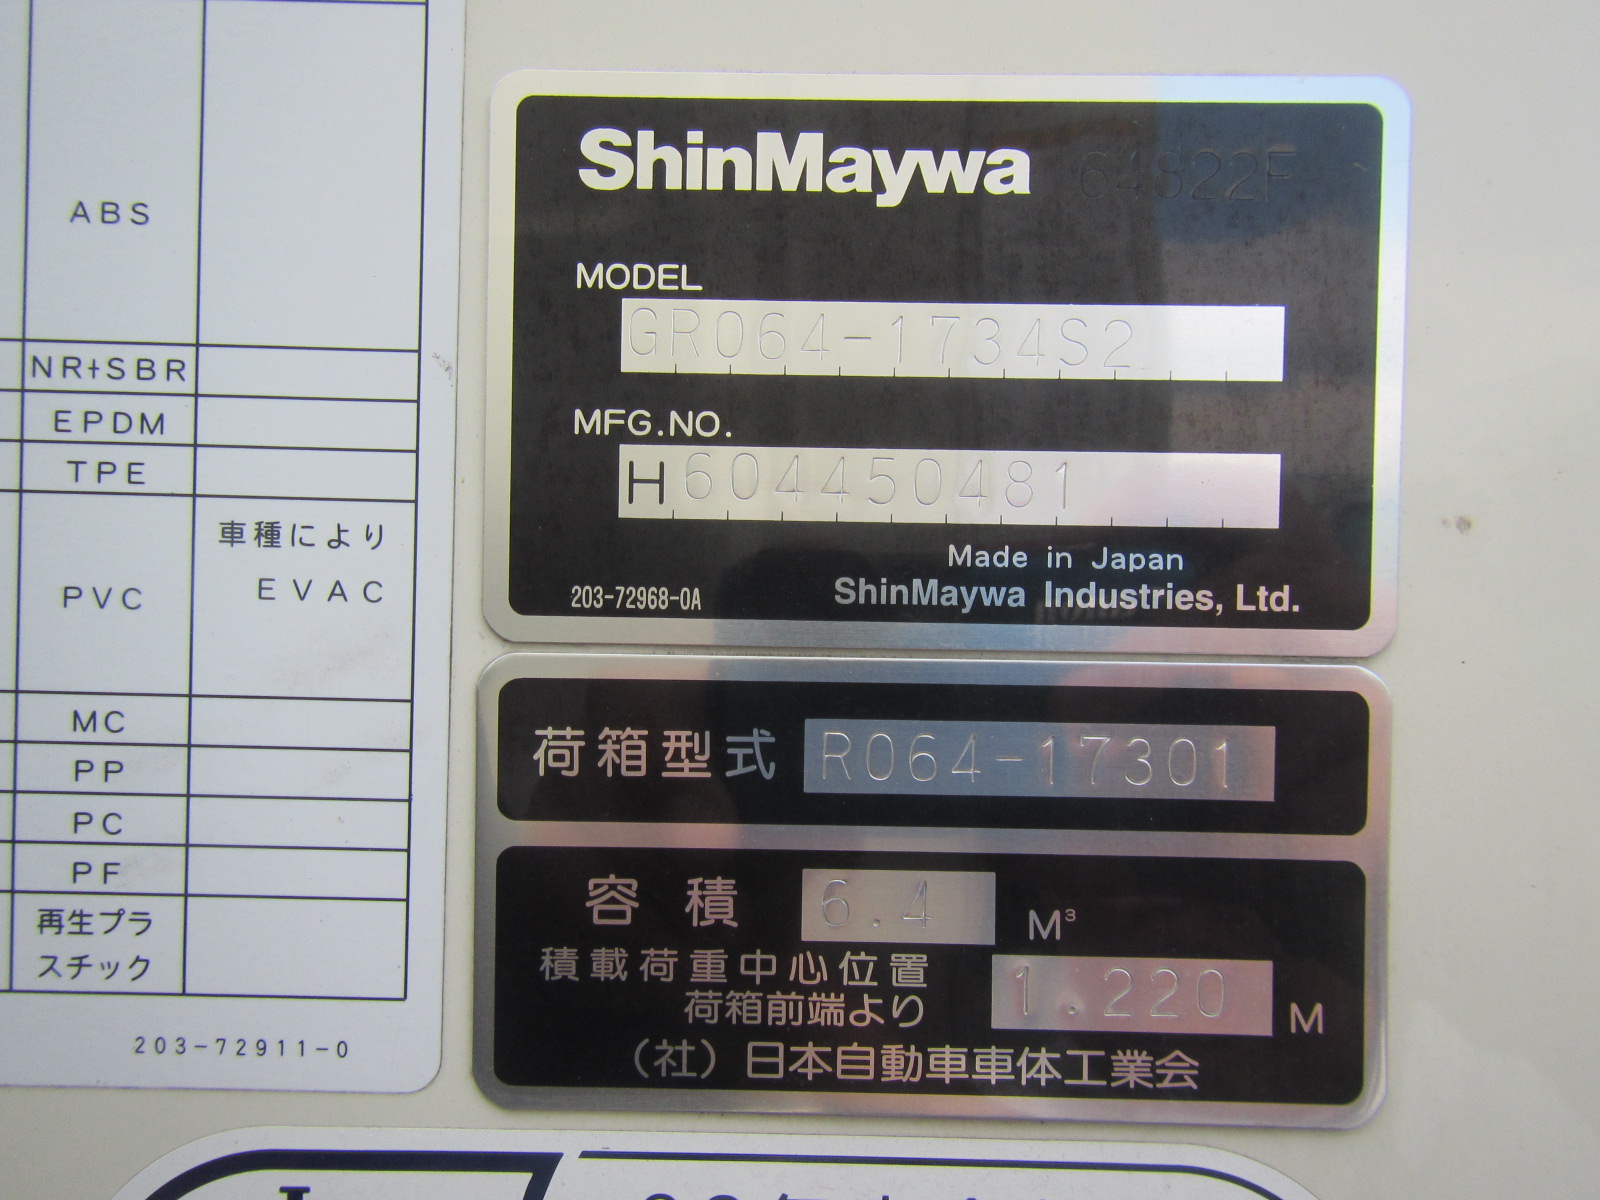 ABS
NR+SBR
EPDM
TPE
PVC 車種により
EVAC
MC
PP
PC
PF
再生プラ
スチック
203-72911-0
ShinMaywa 64822F
MODEL
GR064-1734S2
MFG.NO.
H604450481
Made in Japan
203-72968-0A ShinMaywa Industries, Ltd.
荷箱型式 R064-17301
容積 6.4 M³
積載荷重中心位置
荷箱前端より 1.220 M
(社)日本自動車車体工業会